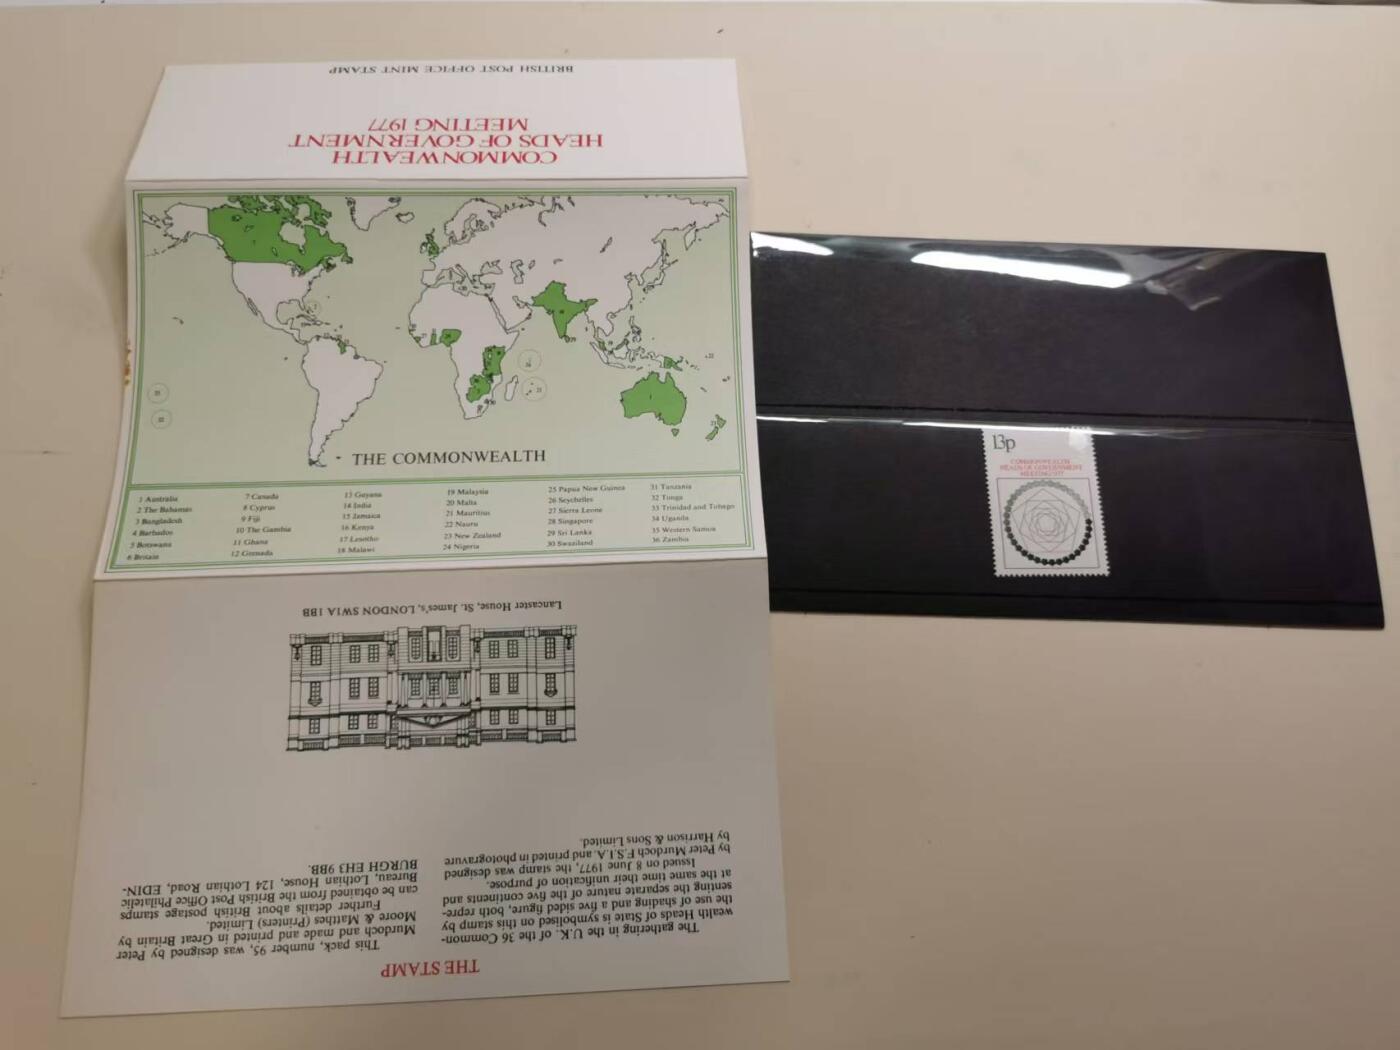 BRITISH POST OFFICE MINT STAMP
COMMONWEALTH
HEADS OF GOVERNMENT
MEETING 1977
THE COMMONWEALTH
1 Australia
2 The Bahamas
3 Bangladesh
4 Barbados
5 Botswana
6 Britain
7 Canada
8 Cyprus
9 Fiji
10 The Gambia
11 Ghana
12 Grenada
13 Guyana
14 India
15 Jamaica
16 Kenya
17 Lesotho
18 Malawi
19 Malaysia
20 Malta
21 Mauritius
22 Nauru
23 New Zealand
24 Nigeria
25 Papua New Guinea
26 Seychelles
27 Sierra Leone
28 Singapore
29 Sri Lanka
30 Swaziland
31 Tanzania
32 Tonga
33 Trinidad and Tobago
34 Uganda
35 Western Samoa
36 Zambia
Lancaster House, St. James's, LONDON SW1A 1BB
THE STAMP
The gathering in the U.K. of the 36 Common-
wealth Heads of State is symbolised on this stamp by
the use of shading and a five sided figure, both repre-
senting the separate nature of the five continents and
at the same time their unification of purpose.
Issued on 8 June 1977, the stamp was designed
by Peter Murdoch F.S.I.A. and printed in photogravure
by Harrison & Sons Limited.
This pack, number 95, was designed by Peter
Murdoch and made and printed in Great Britain by
Moore & Matthes (Printers) Limited.
Further details about British postage stamps
can be obtained from the British Post Office Philatelic
Bureau, Lothian House, 124 Lothian Road, EDIN-
BURGH EH3 9BB.
13p
COMMONWEALTH
HEADS OF GOVERNMENT
MEETING 1977